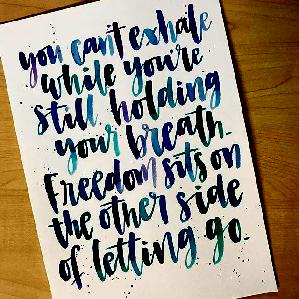 you can't exhale
while you're
still holding
your breath.
Freedom sits on
the other side
of letting go.